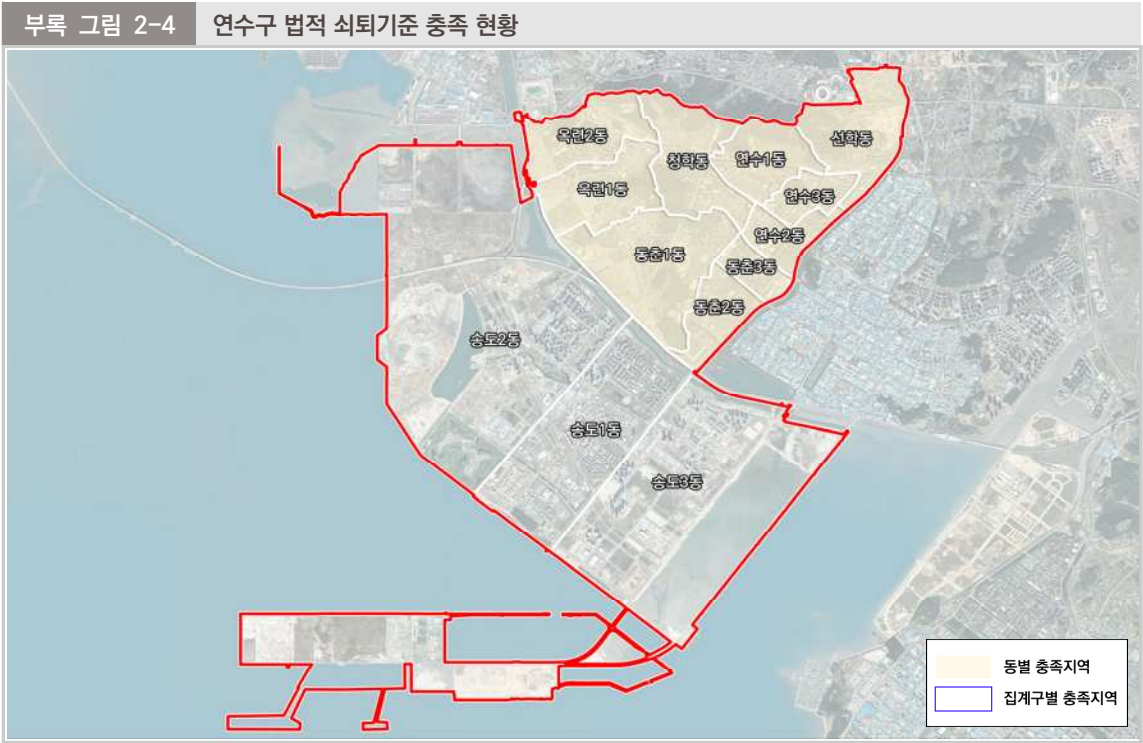 부록 그림 2-4 연수구 법적 쇠퇴기준 충족 현황
옥련2동
선학동
청학동
연수1동
옥련1동
연수3동
연수2동
동춘1동
동춘3동
동춘2동
송도2동
송도1동
송도3동
동별 충족지역
집계구별 충족지역